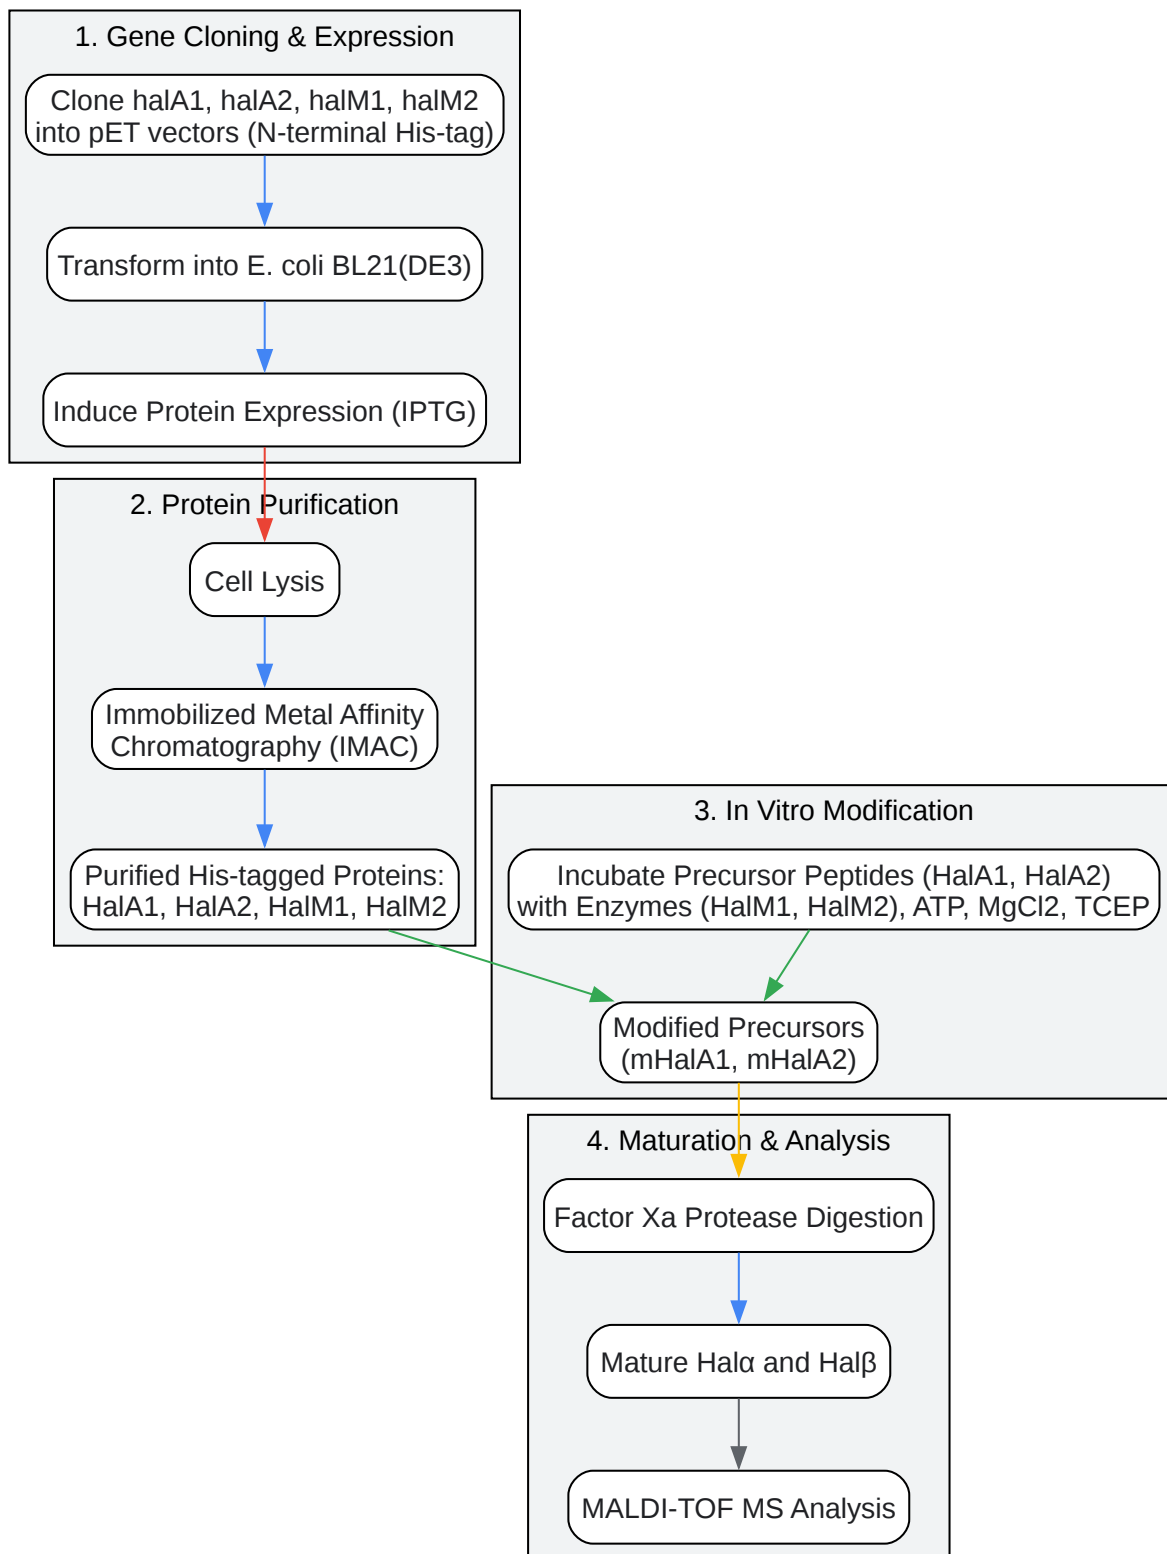 1. Gene Cloning & Expression
Clone halA1, halA2, halM1, halM2
into pET vectors (N-terminal His-tag)
Transform into E. coli BL21(DE3)
Induce Protein Expression (IPTG)
2. Protein Purification
Cell Lysis
Immobilized Metal Affinity
Chromatography (IMAC)
Purified His-tagged Proteins:
HalA1, HalA2, HalM1, HalM2
3. In Vitro Modification
Incubate Precursor Peptides (HalA1, HalA2)
with Enzymes (HalM1, HalM2), ATP, MgCl2, TCEP
Modified Precursors
(mHalA1, mHalA2)
4. Maturation & Analysis
Factor Xa Protease Digestion
Mature Halα and Halβ
MALDI-TOF MS Analysis